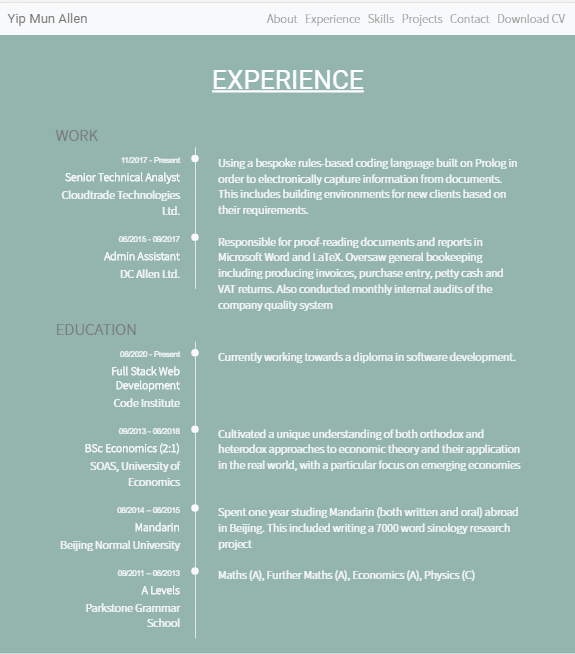 Yip Mun Allen
About Experience Skills Projects Contact Download CV
EXPERIENCE
WORK
11/2017 - Present
Senior Technical Analyst
Cloudtrade Technologies
Ltd.
Using a bespoke rules-based coding language built on Prolog in
order to electronically capture information from documents.
This includes building environments for new clients based on
their requirements.
06/2015 - 09/2017
Admin Assistant
DC Allen Ltd.
Responsible for proof-reading documents and reports in
Microsoft Word and LaTeX. Oversaw general bookeeping
including producing invoices, purchase entry, petty cash and
VAT returns. Also conducted monthly internal audits of the
company quality system
EDUCATION
08/2020 - Present
Full Stack Web
Development
Code Institute
Currently working towards a diploma in software development.
09/2013 - 06/2018
BSc Economics (2:1)
SOAS, University of
Economics
Cultivated a unique understanding of both orthodox and
heterodox approaches to economic theory and their application
in the real world, with a particular focus on emerging economies
08/2014 – 06/2015
Mandarin
Beijing Normal University
Spent one year studing Mandarin (both written and oral) abroad
in Beijing. This included writing a 7000 word sinology research
project
09/2011 – 06/2013
A Levels
Parkstone Grammar
School
Maths (A), Further Maths (A), Economics (A), Physics (C)